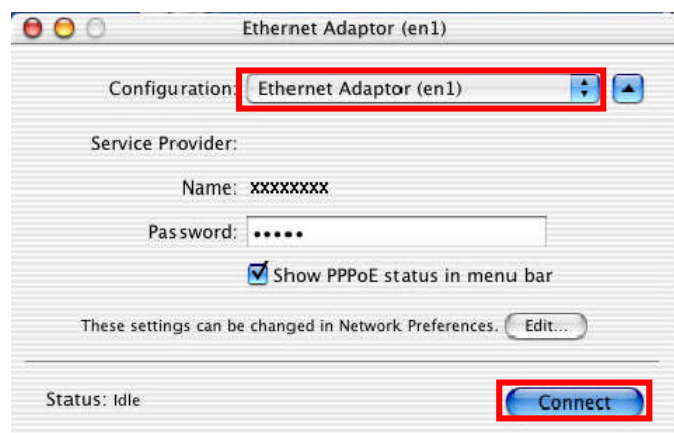 Ethernet Adaptor (en1)
Configuration: Ethernet Adaptor (en1)
Service Provider:
Name: xxxxxxxx
Password: •••••
Show PPPoE status in menu bar
These settings can be changed in Network Preferences. Edit...
Status: Idle Connect